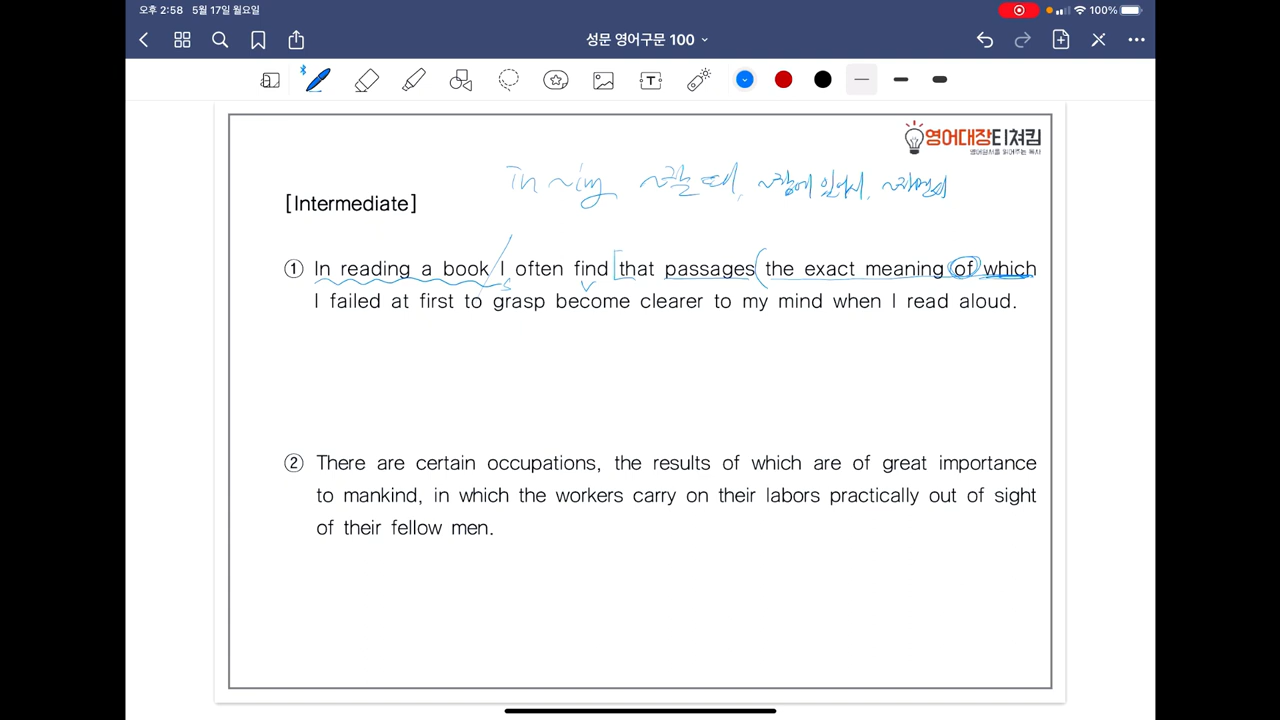 오후 2:58 5월 17일 월요일
100%
성문 영어구문 100
영어대장티쳐킴
In ~ing ~할 때, ~함에 있어서, ~하면서
[Intermediate]
① In reading a book I often find that passages the exact meaning of which
S V
I failed at first to grasp become clearer to my mind when I read aloud.
② There are certain occupations, the results of which are of great importance
to mankind, in which the workers carry on their labors practically out of sight
of their fellow men.